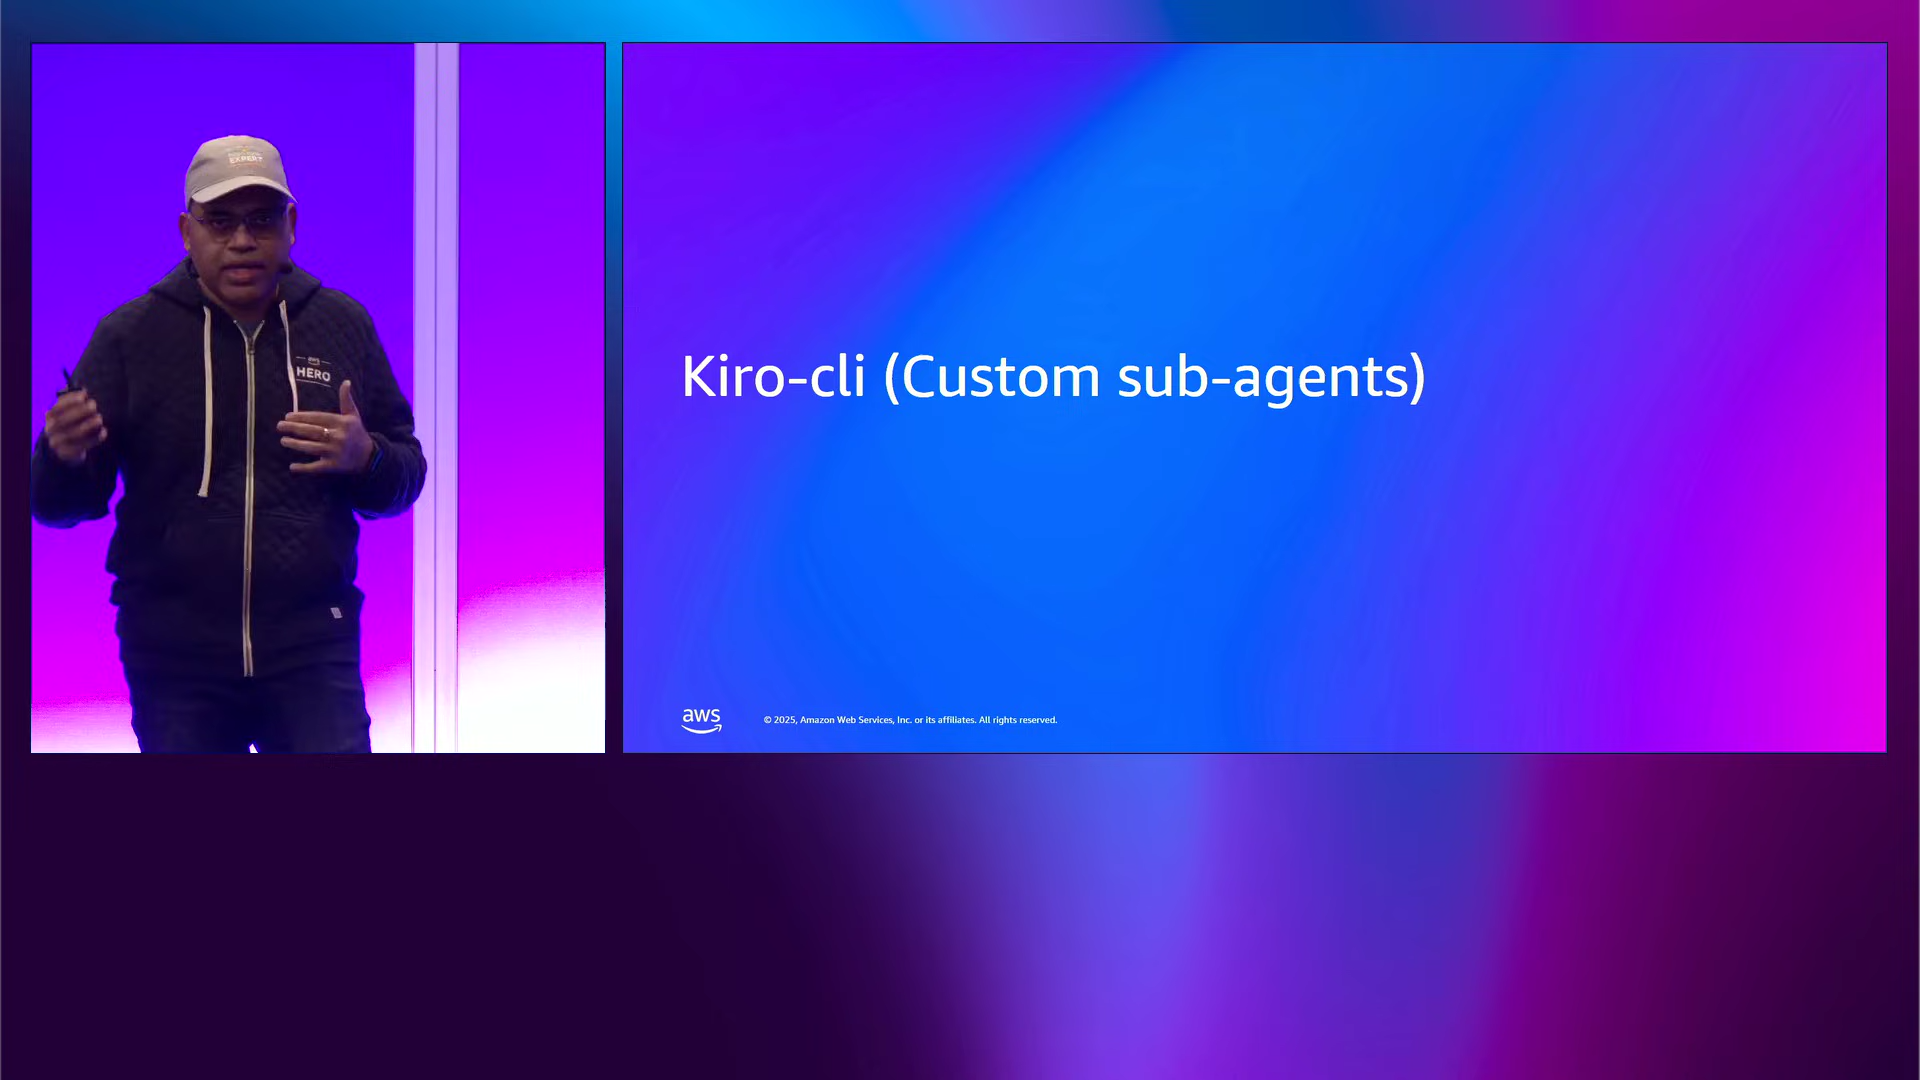 EXPERT
aws
HERO
Kiro-cli (Custom sub-agents)
aws
© 2025, Amazon Web Services, Inc. or its affiliates. All rights reserved.